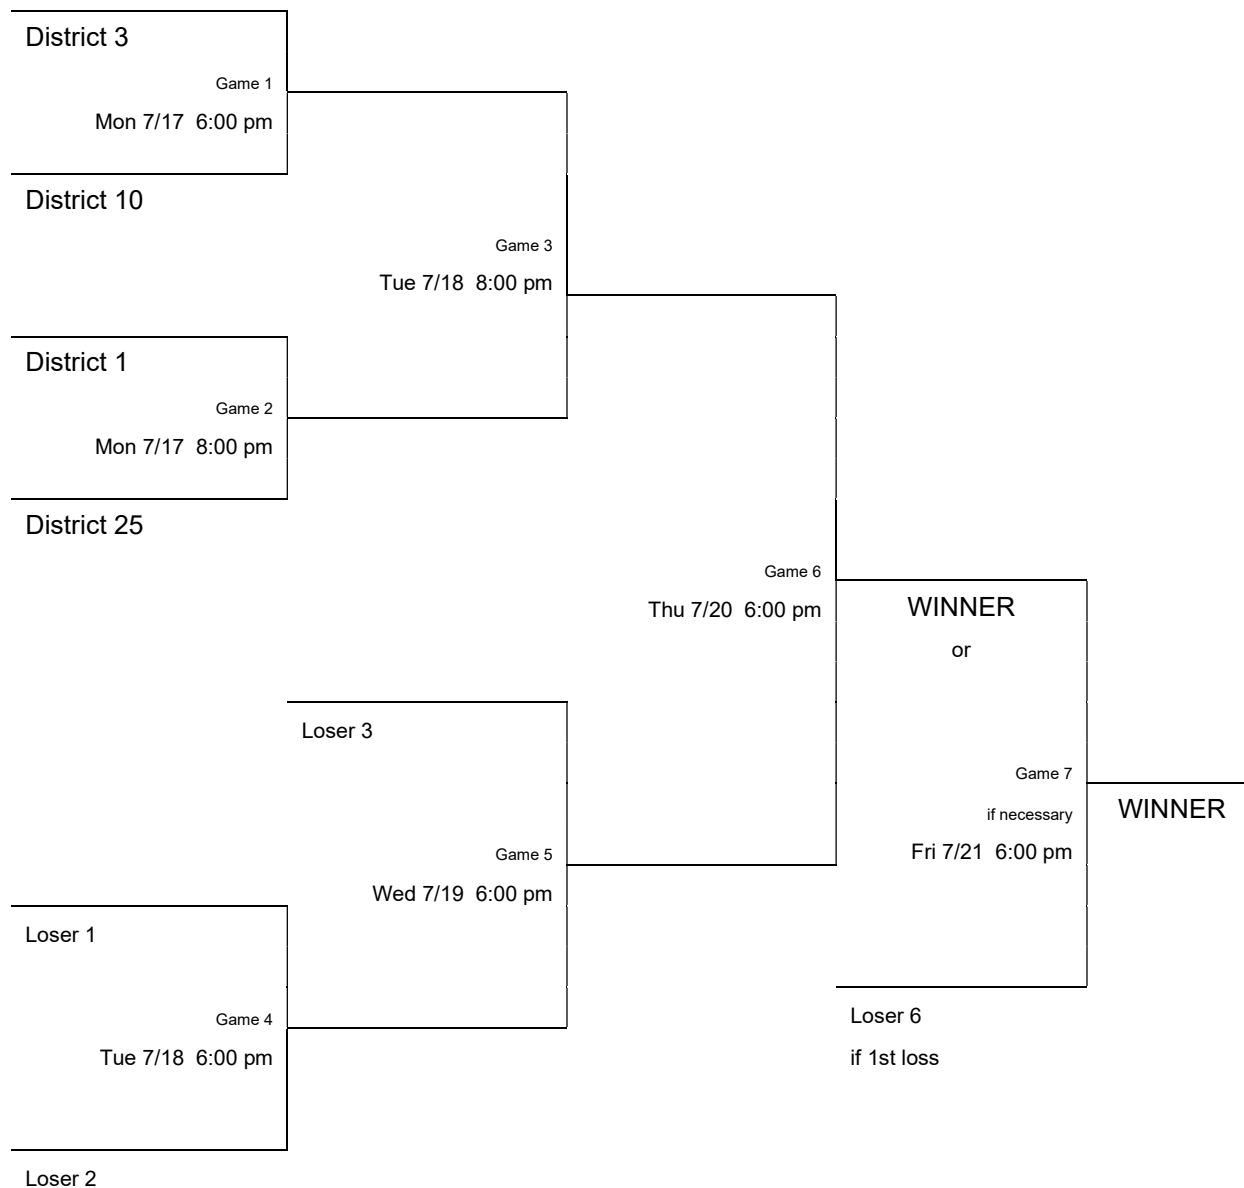 District 3
Game 1
Mon 7/17 6:00 pm
District 10
Game 3
Tue 7/18 8:00 pm
District 1
Game 2
Mon 7/17 8:00 pm
District 25
Game 6
Thu 7/20 6:00 pm
WINNER
or
Loser 3
Game 7
if necessary
Fri 7/21 6:00 pm
WINNER
Game 5
Wed 7/19 6:00 pm
Loser 1
Game 4
Tue 7/18 6:00 pm
Loser 6
if 1st loss
Loser 2